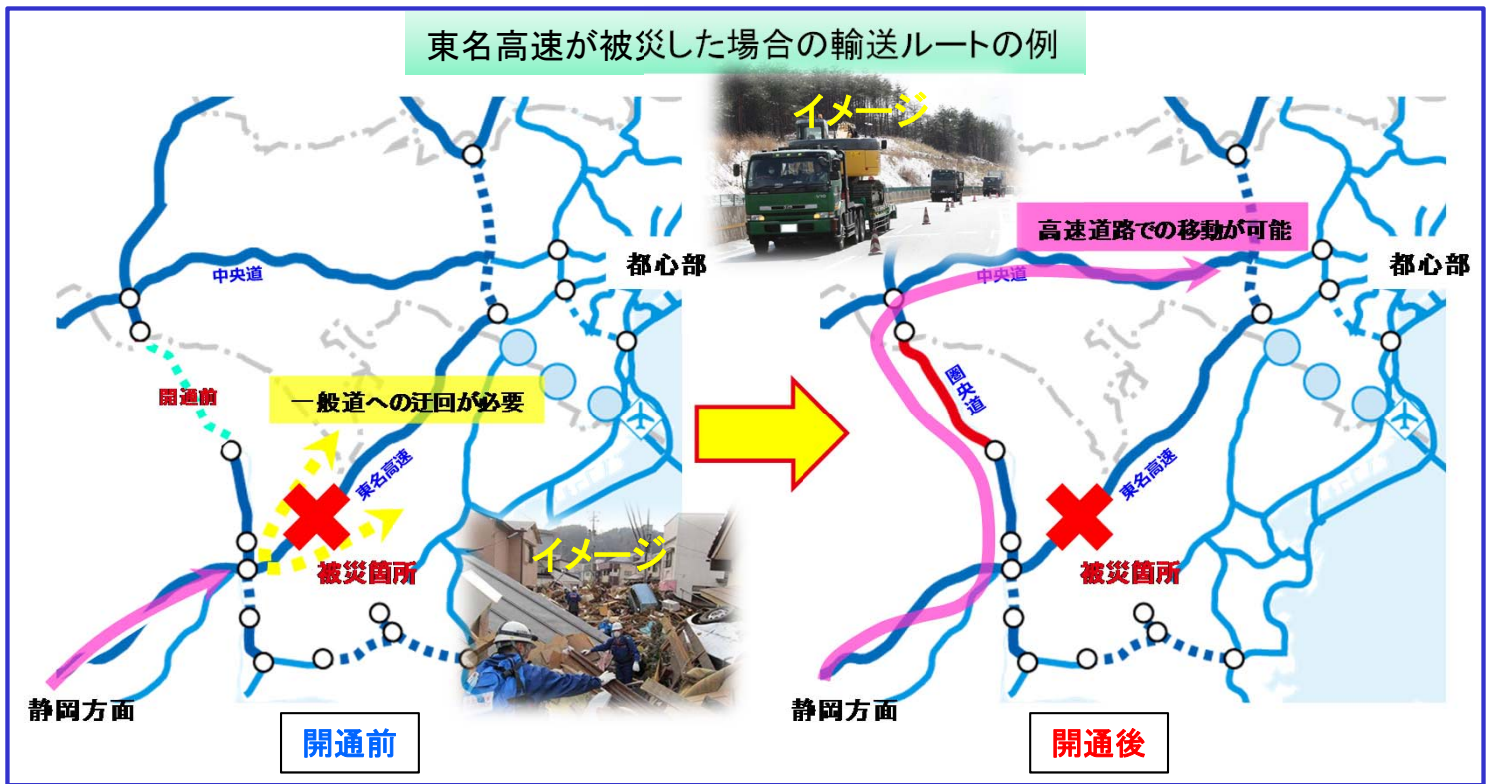 東名高速が被災した場合の輸送ルートの例
イメージ
中央道
都心部
開通前
一般道への迂回が必要
東名高速
被災箇所
イメージ
静岡方面
開通前
高速道路での移動が可能
中央道
都心部
圏央道
東名高速
被災箇所
静岡方面
開通後